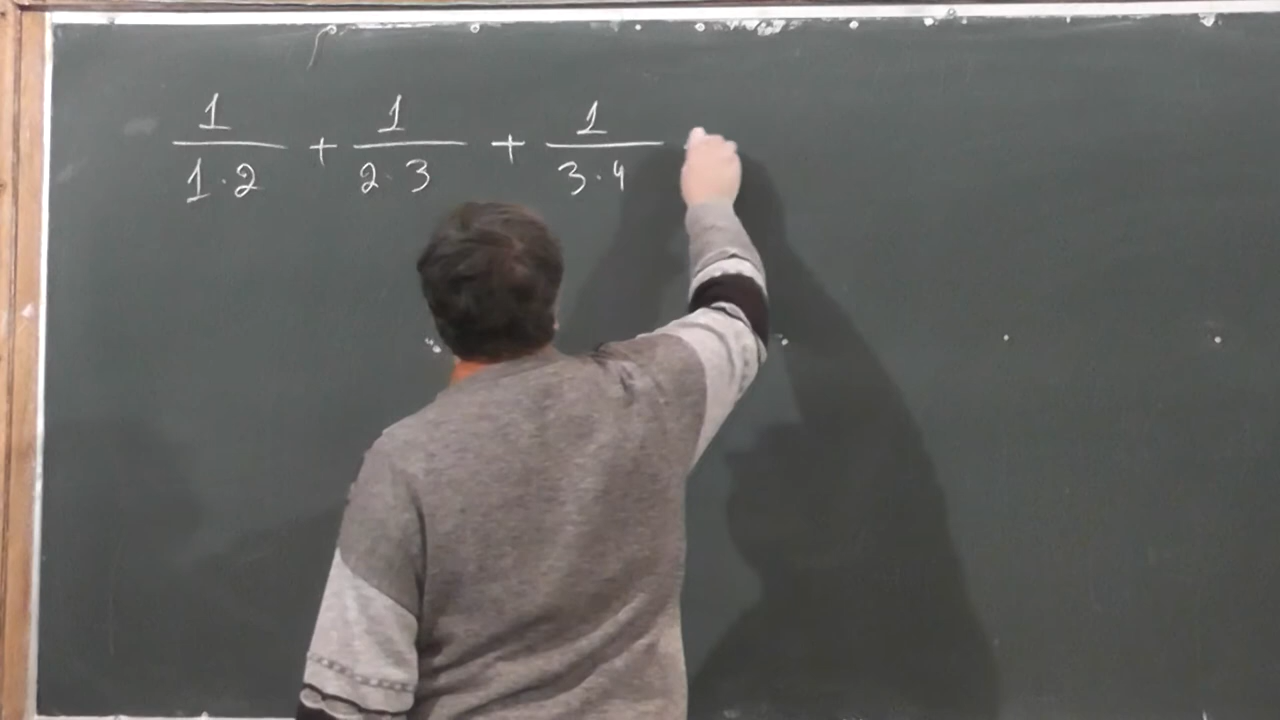 1/(1·2) + 1/(2·3) + 1/(3·4)